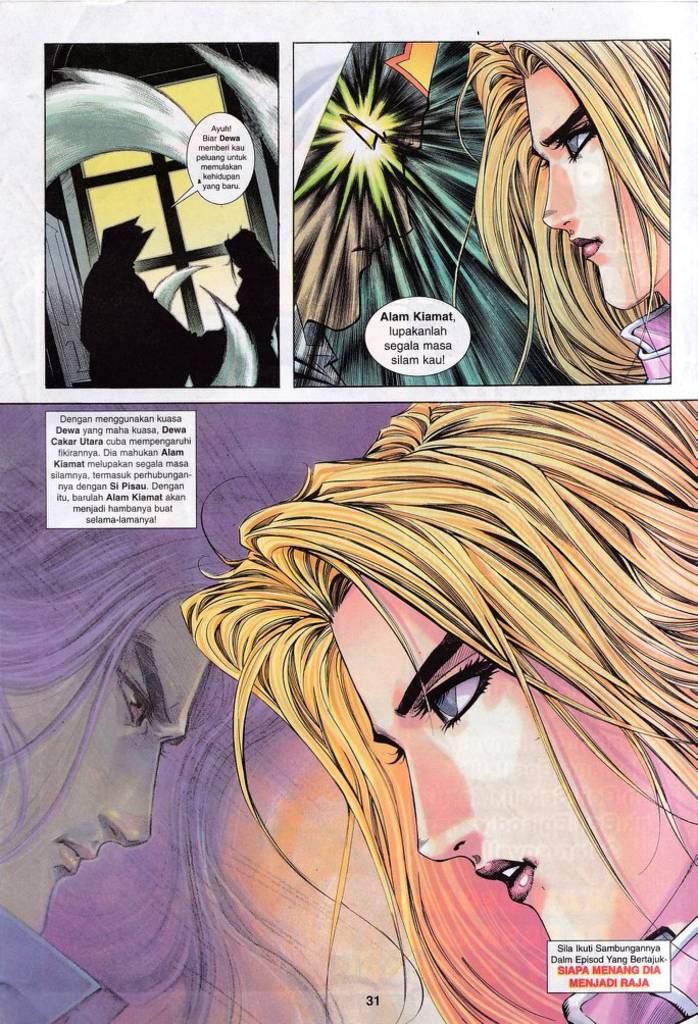 Ayuh!
Biar Dewa
memberi kau
peluang untuk
memulakan
kehidupan
yang baru.
Alam Kiamat,
lupakanlah
segala masa
silam kau!
Dengan menggunakan kuasa
Dewa yang maha kuasa, Dewa
Cakar Utara cuba mempengaruhi
fikirannya. Dia mahukan Alam
Kiamat melupakan segala masa
silamnya, termasuk perhubungan-
nya dengan Si Pisau. Dengan
itu, barulah Alam Kiamat akan
menjadi hambanya buat
selama-lamanya!
Sila Ikuti Sambungannya
Dalm Episod Yang Bertajuk-
SIAPA MENANG DIA
MENJADI RAJA
31